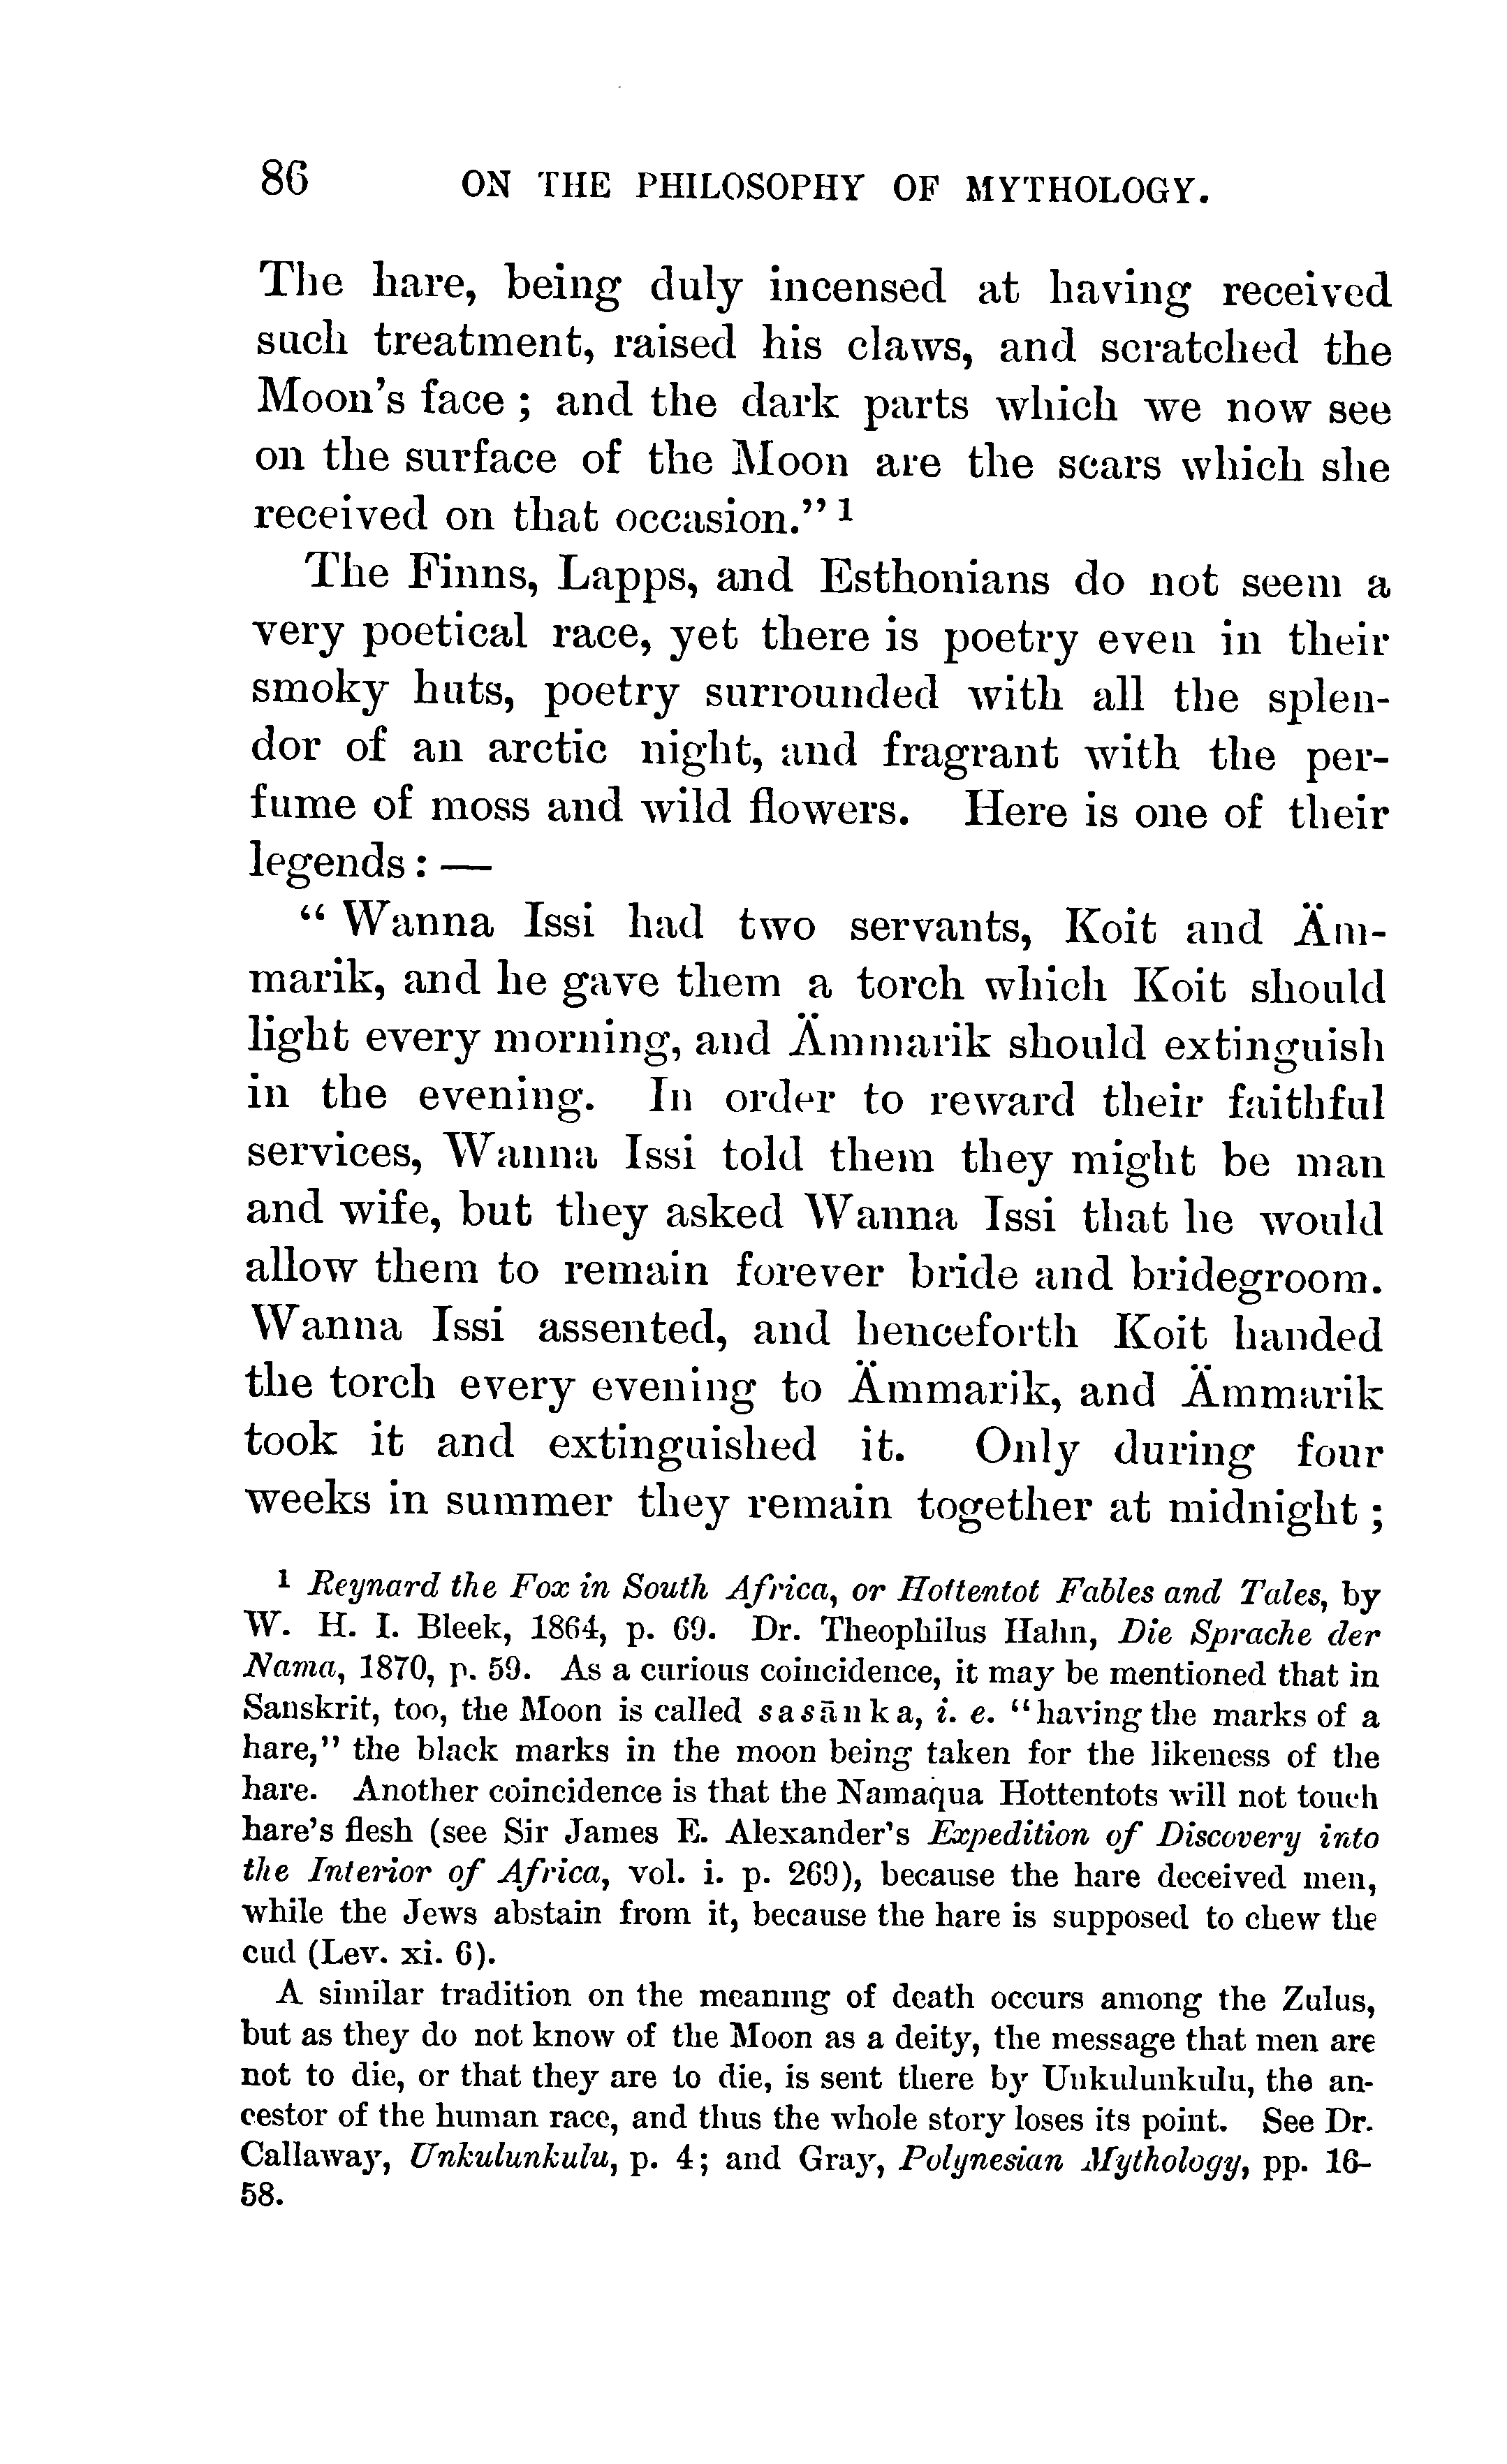 86 ON THE PHILOSOPHY OF MYTHOLOGY.
The hare, being duly incensed at having received
such treatment, raised his claws, and scratched the
Moon's face ; and the dark parts which we now see
on the surface of the Moon are the scars which she
received on that occasion." 1
The Finns, Lapps, and Esthonians do not seem a
very poetical race, yet there is poetry even in their
smoky huts, poetry surrounded with all the splen-
dor of an arctic night, and fragrant with the per-
fume of moss and wild flowers. Here is one of their
legends : —
" Wanna Issi had two servants, Koit and Äm-
marik, and he gave them a torch which Koit should
light every morning, and Ämmarik should extinguish
in the evening. In order to reward their faithful
services, Wanna Issi told them they might be man
and wife, but they asked Wanna Issi that he would
allow them to remain forever bride and bridegroom.
Wanna Issi assented, and henceforth Koit handed
the torch every evening to Ämmarik, and Ämmarik
took it and extinguished it. Only during four
weeks in summer they remain together at midnight ;
1 Reynard the Fox in South Africa, or Hottentot Fables and Tales, by
W. H. I. Bleek, 1864, p. 69. Dr. Theophilus Hahn, Die Sprache der
Nama, 1870, p. 59. As a curious coincidence, it may be mentioned that in
Sanskrit, too, the Moon is called sasānka, i. e. "having the marks of a
hare," the black marks in the moon being taken for the likeness of the
hare. Another coincidence is that the Namaqua Hottentots will not touch
hare's flesh (see Sir James E. Alexander's Expedition of Discovery into
the Interior of Africa, vol. i. p. 269), because the hare deceived men,
while the Jews abstain from it, because the hare is supposed to chew the
cud (Lev. xi. 6).
A similar tradition on the meaning of death occurs among the Zulus,
but as they do not know of the Moon as a deity, the message that men are
not to die, or that they are to die, is sent there by Unkulunkulu, the an-
cestor of the human race, and thus the whole story loses its point. See Dr.
Callaway, Unkulunkulu, p. 4; and Gray, Polynesian Mythology, pp. 16-
58.